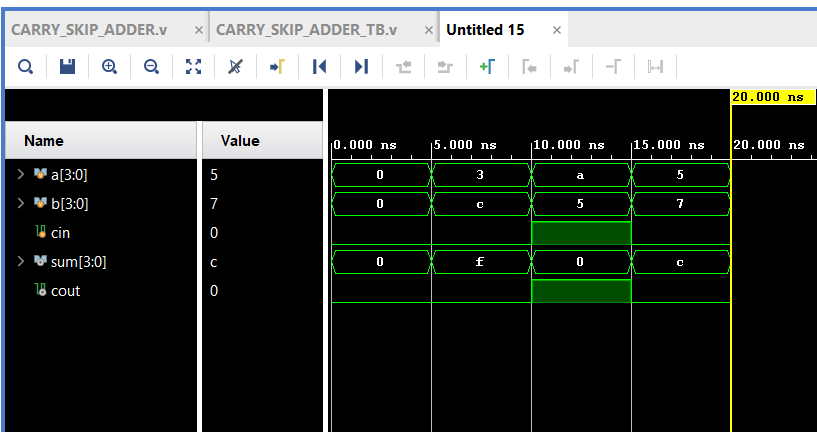 CARRY_SKIP_ADDER.v × CARRY_SKIP_ADDER_TB.v × Untitled 15 ×
20.000 ns
Name Value 0.000 ns 5.000 ns 10.000 ns 15.000 ns 20.000 ns
a[3:0] 5 0 3 a 5
b[3:0] 7 0 c 5 7
cin 0
sum[3:0] c 0 f 0 c
cout 0